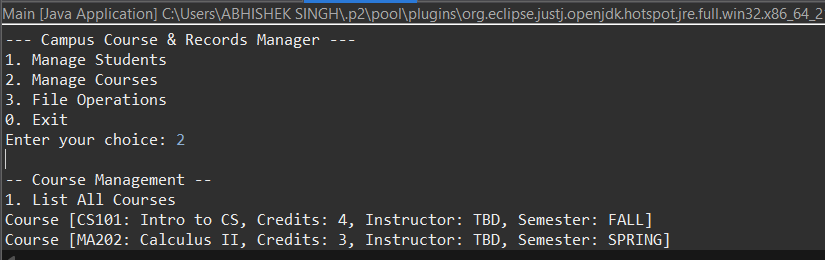 Main [Java Application] C:\Users\ABHISHEK SINGH\.p2\pool\plugins\org.eclipse.justj.openjdk.hotspot.jre.full.win32.x86_64_2
--- Campus Course & Records Manager ---
1. Manage Students
2. Manage Courses
3. File Operations
0. Exit
Enter your choice: 2
-- Course Management --
1. List All Courses
Course [CS101: Intro to CS, Credits: 4, Instructor: TBD, Semester: FALL]
Course [MA202: Calculus II, Credits: 3, Instructor: TBD, Semester: SPRING]